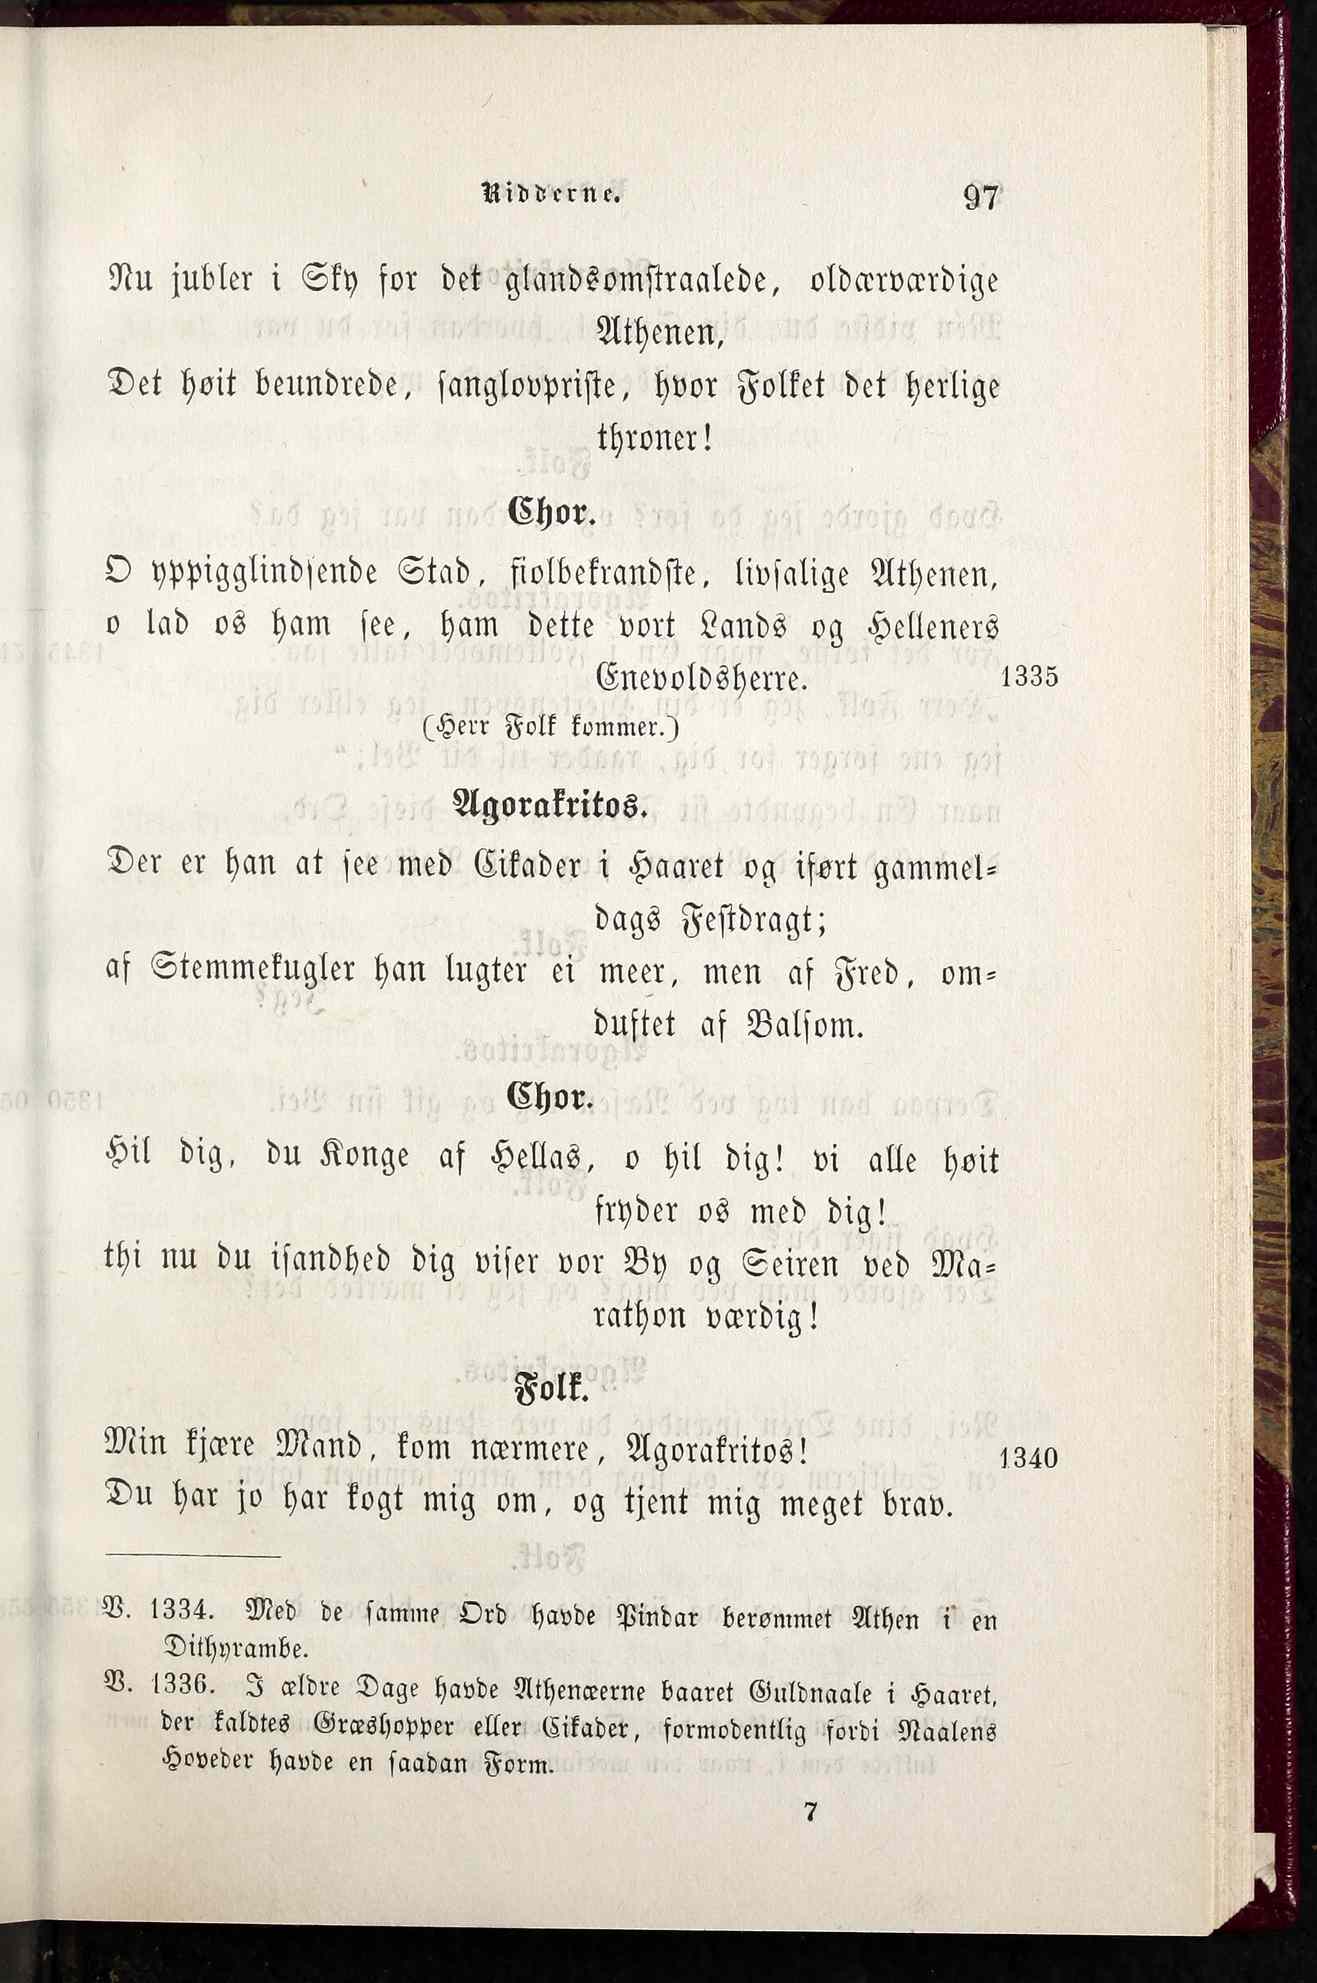 Ridderne. 97
Nu jubler i Sky for det glandsomstraalede, oldærværdige
Athenen,
Det høit beundrede, sanglovpriste, hvor Folket det herlige
throner!
Chor.
O yppigglindsende Stad, fiolbekrandste, livsalige Athenen,
o lad os ham see, ham dette vort Lands og Helleners
Enevoldsherre. 1335
(Herr Folk kommer.)
Agorakritos.
Der er han at see med Cikader i Haaret og iført gammel-
dags Festdragt;
af Stemmekugler han lugter ei meer, men af Fred, om-
duftet af Balsom.
Chor.
Hil dig, du Konge af Hellas, o hil dig! vi alle høit
fryder os med dig!
thi nu du isandhed dig viser vor By og Seiren ved Ma-
rathon værdig!
Folk.
Min kjære Mand, kom nærmere, Agorakritos! 1340
Du har jo har kogt mig om, og tjent mig meget brav.
V. 1334. Med de samme Ord havde Pindar berømmet Athen i en
Dithyrambe.
V. 1336. I ældre Dage havde Athenæerne baaret Guldnaale i Haaret,
der kaldtes Græshopper eller Cikader, formodentlig fordi Naalens
Hoveder havde en saadan Form.
7